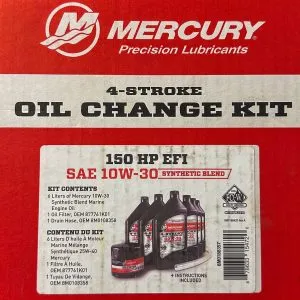 MERCURY
Precision Lubricants
4-STROKE
OIL CHANGE KIT
150 HP EFI
SAE 10W-30 SYNTHETIC BLEND
KIT CONTENTS
6 Liters of Mercury 10W-30
Synthetic Blend Marine
Engine Oil
1 Oil Filter, OEM 877761K01
1 Drain Hose, OEM 8M0108358
CONTENU DU KIT
6 Liters D'huile À Moteur
Marine Mélange
Synthétique 25W-40
Mercury
1 Filtre À Huile,
OEM 877761K01
1 Tuyau De Vidange,
OEM 8M0108358
+ INSTRUCTIONS
INCLUDED